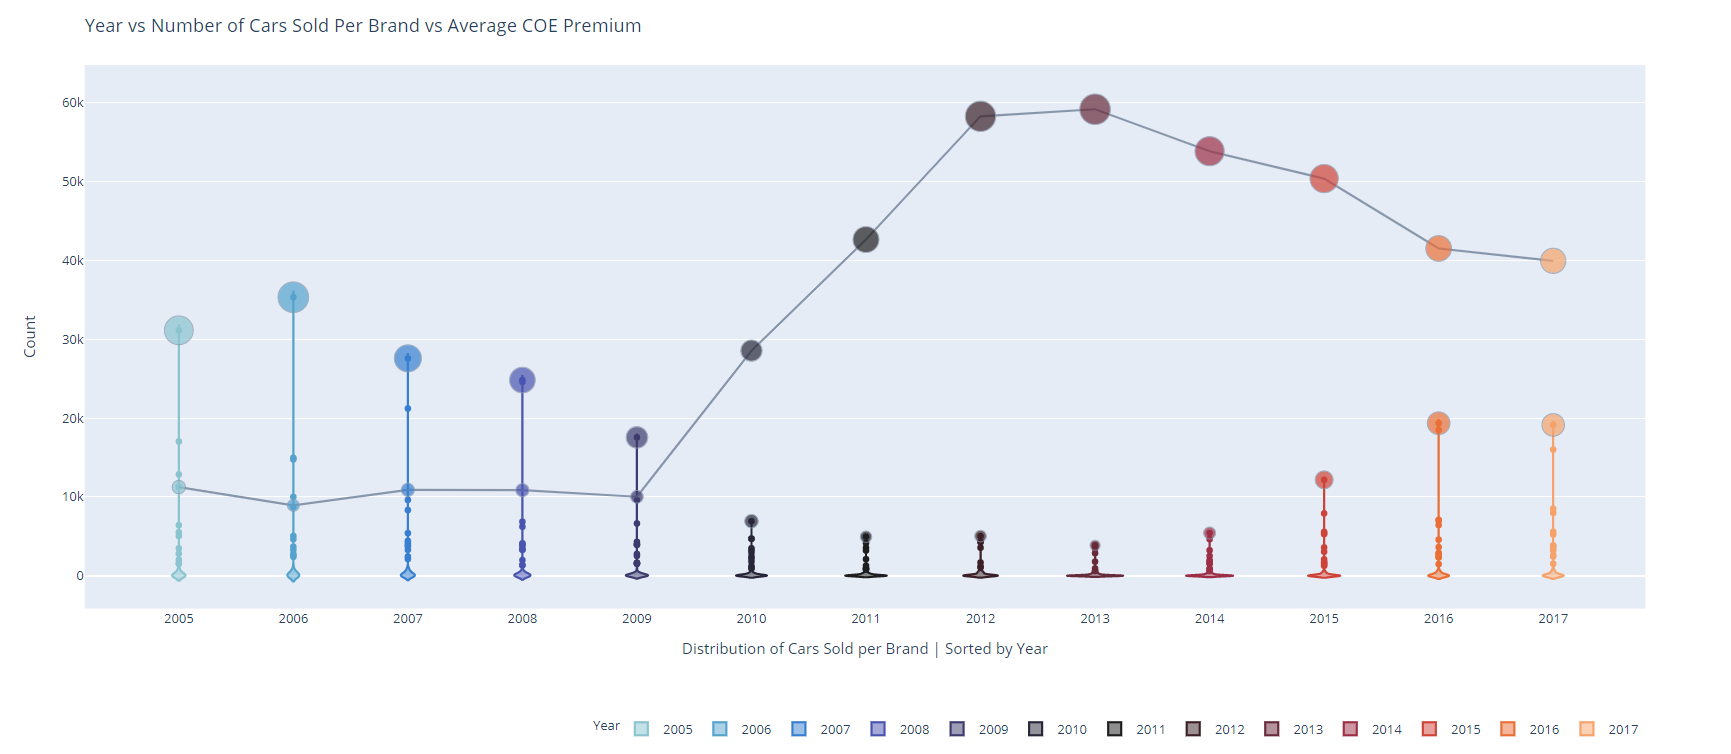 Year vs Number of Cars Sold Per Brand vs Average COE Premium
Count
60k
50k
40k
30k
20k
10k
0
2005 2006 2007 2008 2009 2010 2011 2012 2013 2014 2015 2016 2017
Distribution of Cars Sold per Brand | Sorted by Year
Year 2005 2006 2007 2008 2009 2010 2011 2012 2013 2014 2015 2016 2017